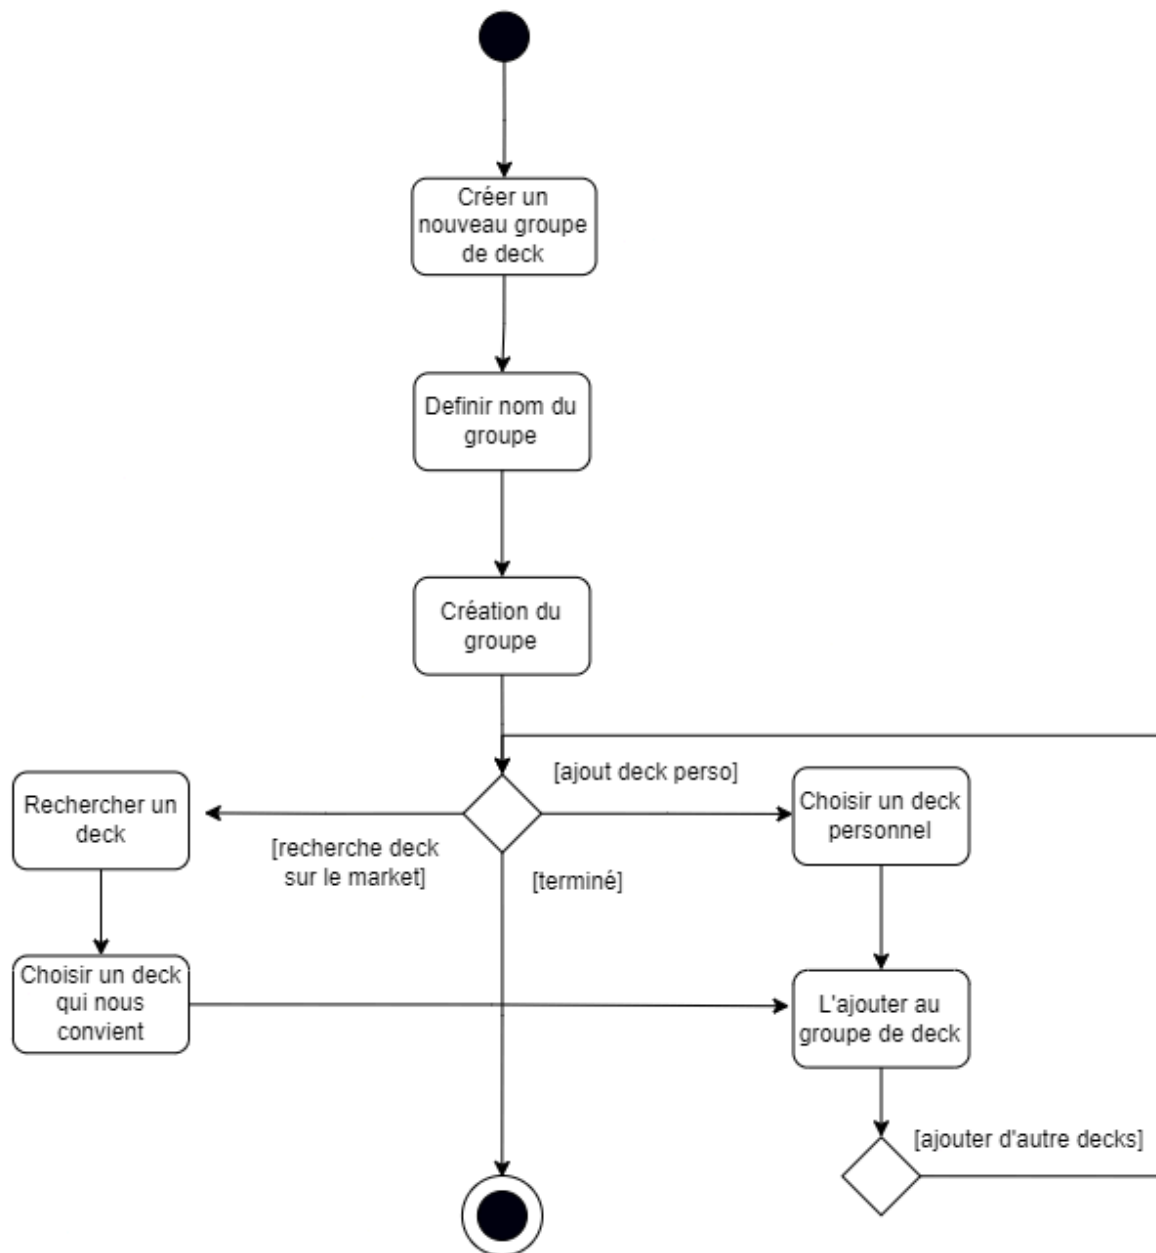 Créer un
nouveau groupe
de deck
Definir nom du
groupe
Création du
groupe
[ajout deck perso]
Rechercher un
deck
Choisir un deck
personnel
[recherche deck
sur le market]
[terminé]
Choisir un deck
qui nous
convient
L'ajouter au
groupe de deck
[ajouter d'autre decks]